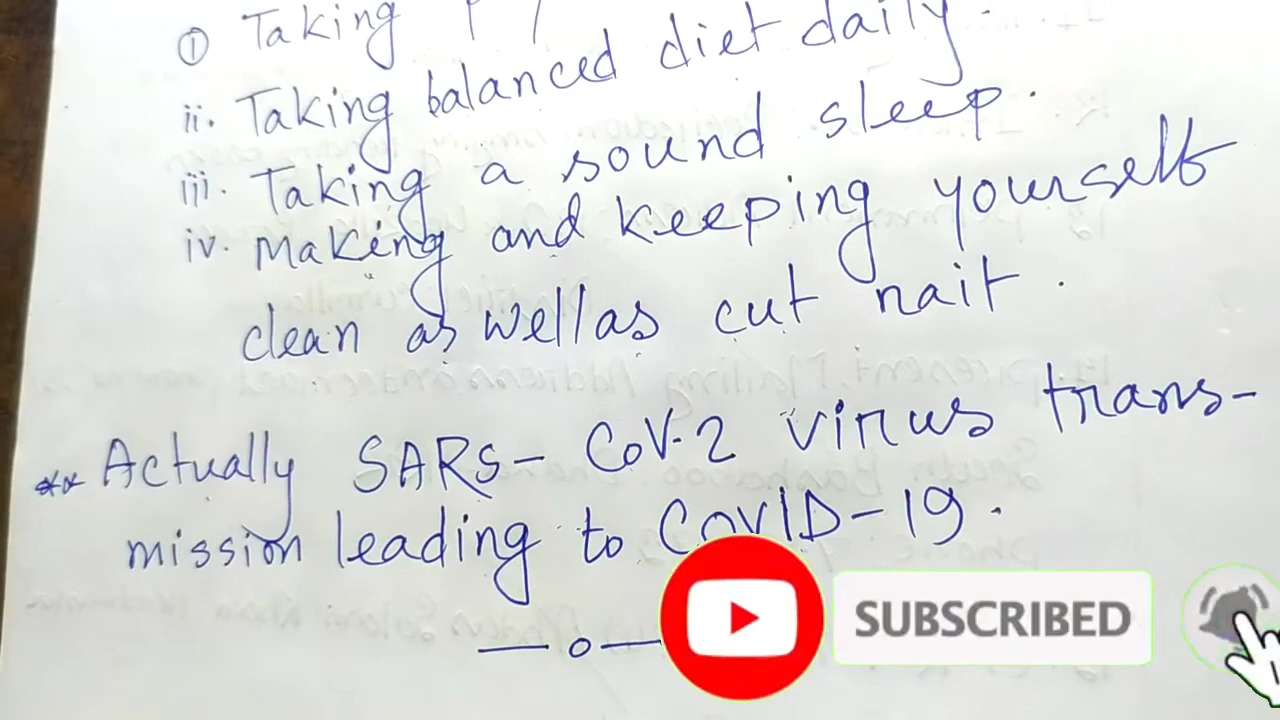 ① Taking
ii. Taking balanced diet daily.
iii. Taking a sound sleep.
iv. Making and keeping yourself
clean as well as cut nail.
** Actually SARS-CoV-2 virus trans-
mission leading to COVID-19.
—o—
SUBSCRIBED